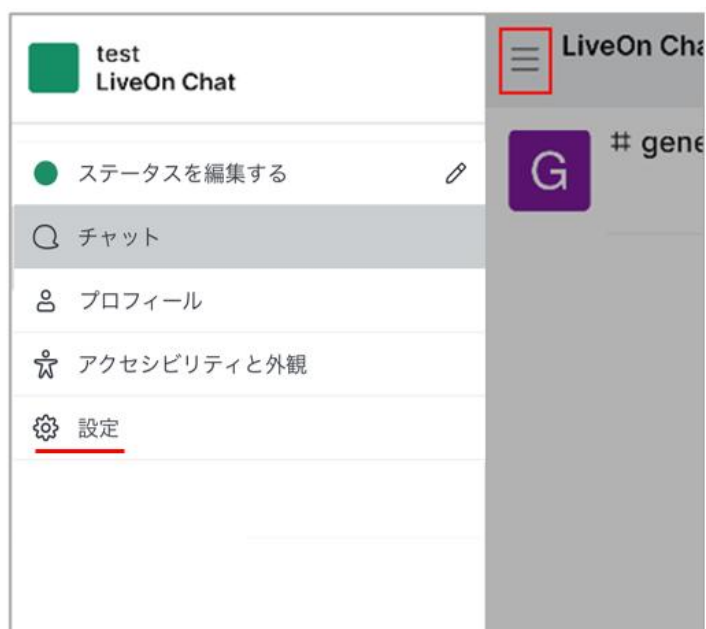 test
LiveOn Chat
ステータスを編集する
チャット
プロフィール
アクセシビリティと外観
設定
LiveOn Cha
G
# gene